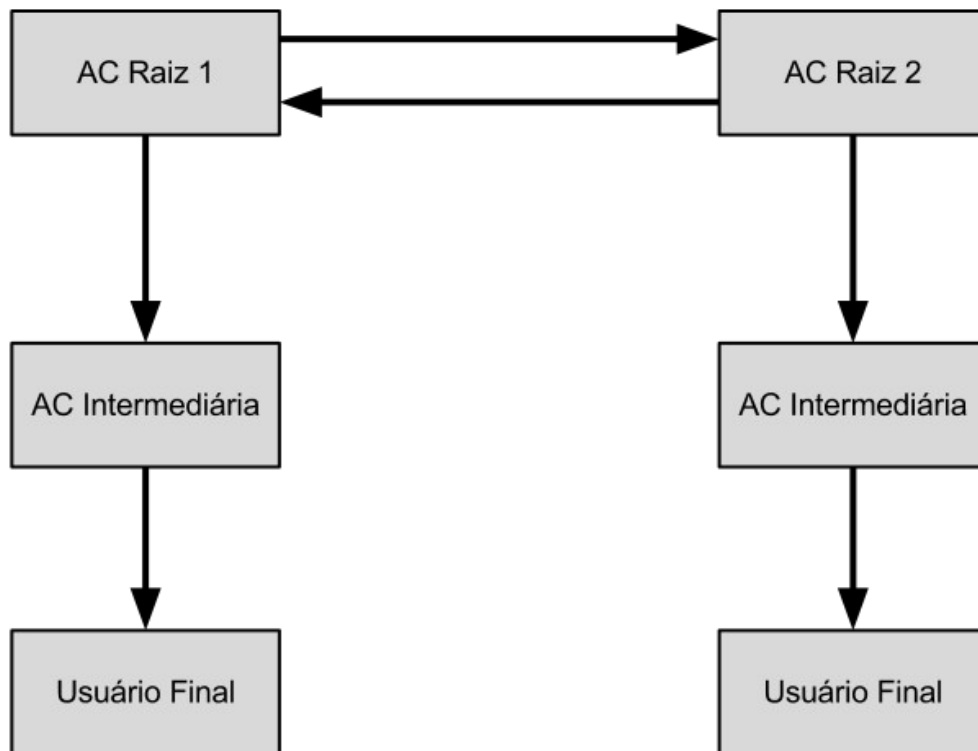 AC Raiz 1
AC Raiz 2
AC Intermediária
AC Intermediária
Usuário Final
Usuário Final